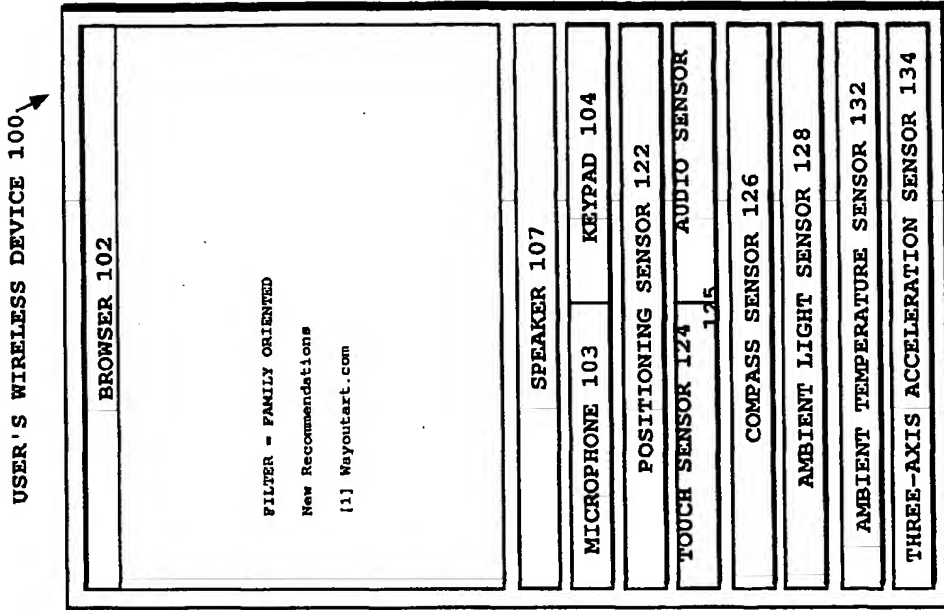 USER'S WIRELESS DEVICE 100
BROWSER 102
FILTER = FAMILY ORIENTED
New Recommendations
[1] Wayoutart.com
SPEAKER 107
MICROPHONE 103 KEYPAD 104
POSITIONING SENSOR 122
TOUCH SENSOR 124 AUDIO SENSOR
125
COMPASS SENSOR 126
AMBIENT LIGHT SENSOR 128
AMBIENT TEMPERATURE SENSOR 132
THREE-AXIS ACCELERATION SENSOR 134